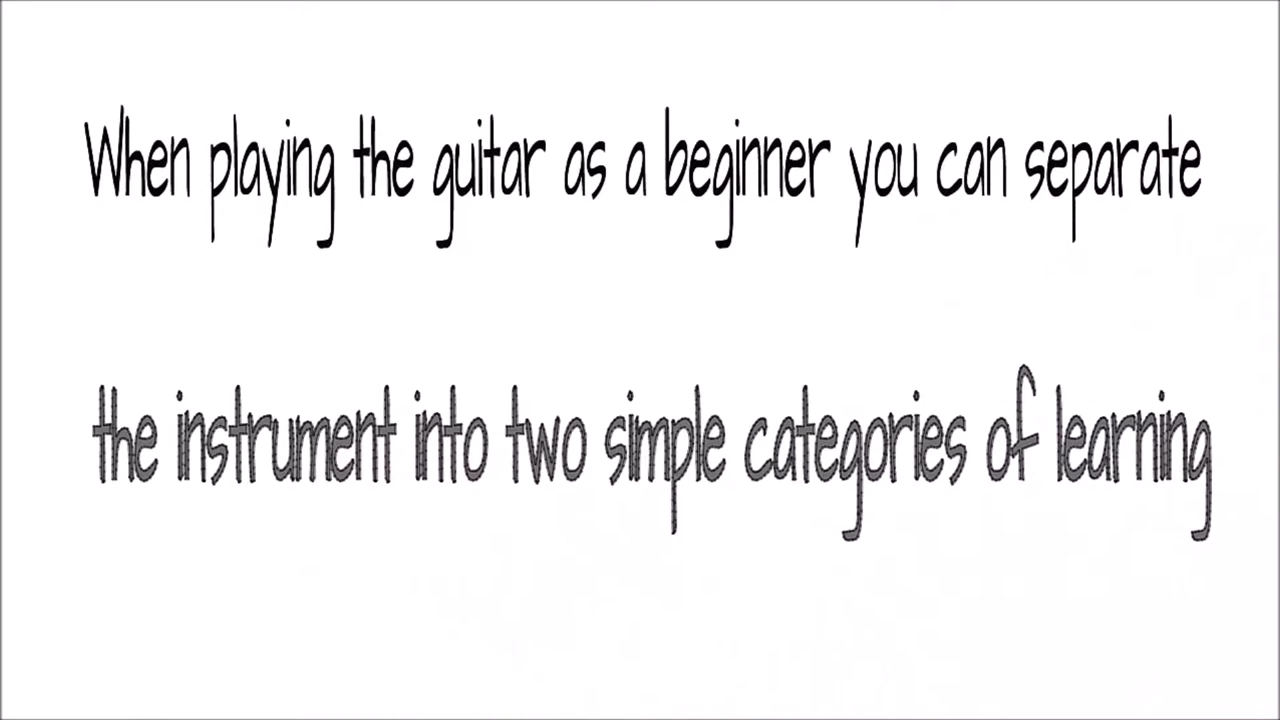 When playing the guitar as a beginner you can separate
the instrument into two simple categories of learning